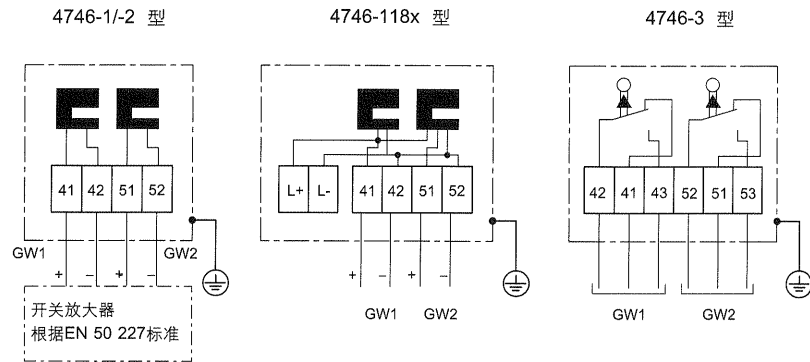 4746-1/-2 型
4746-118x 型
4746-3 型
41 42 51 52
L+ L- 41 42 51 52
42 41 43 52 51 53
GW1 GW2
+ – + –
+ – + –
GW1 GW2
GW1 GW2
开关放大器
根据EN 50 227标准